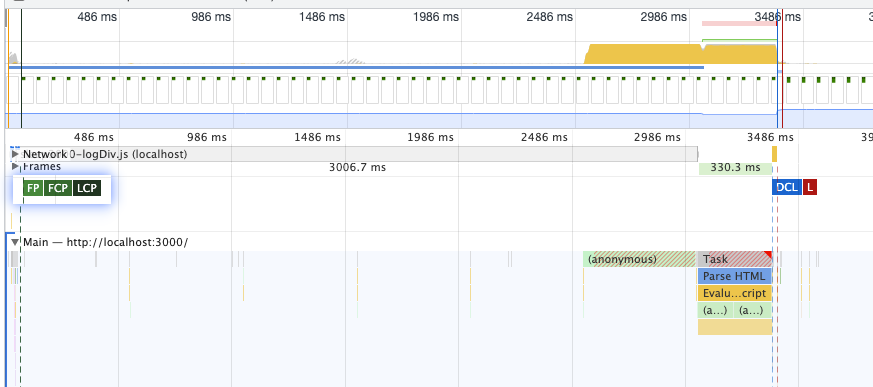 486 ms 986 ms 1486 ms 1986 ms 2486 ms 2986 ms 3486 ms 3
486 ms 986 ms 1486 ms 1986 ms 2486 ms 2986 ms 3486 ms 39
Network 0-logDiv.js (localhost)
Frames 3006.7 ms 330.3 ms
FP FCP LCP DCL L
Main — http://localhost:3000/
(anonymous) Task
Parse HTML
Evalu…cript
(a…) (a…)